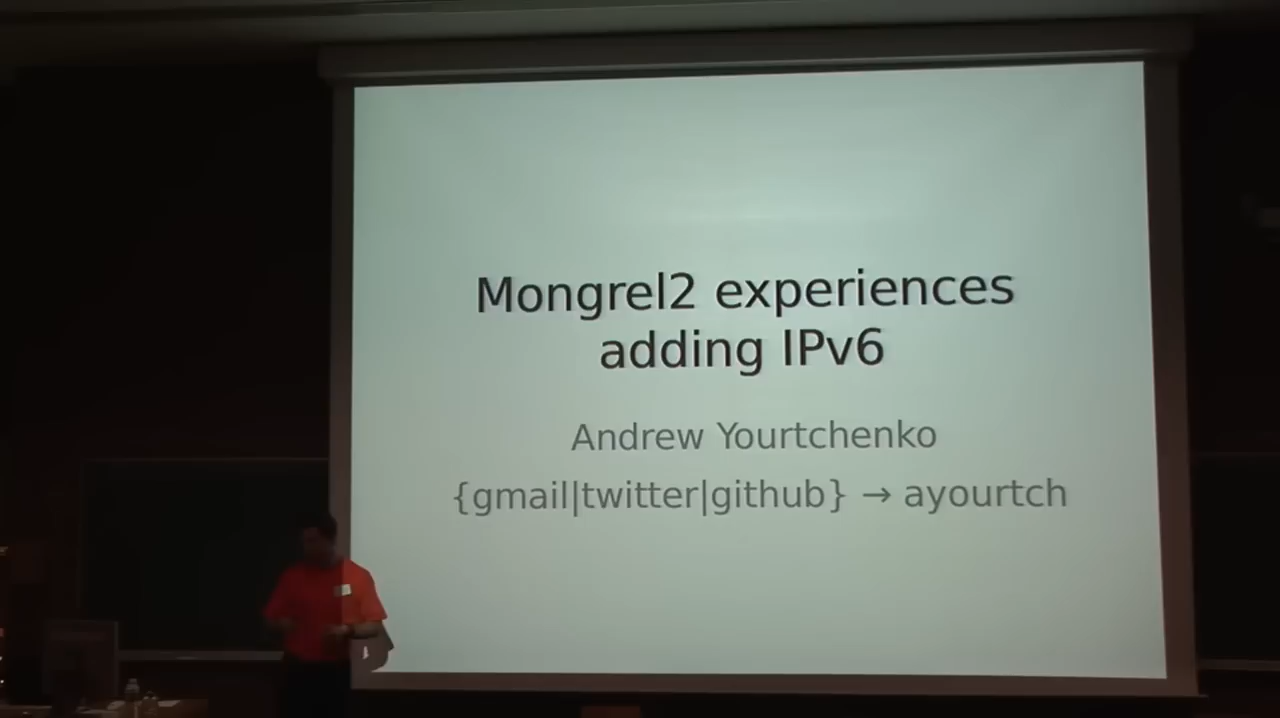 Mongrel2 experiences
adding IPv6
Andrew Yourtchenko
{gmail|twitter|github} → ayourtch